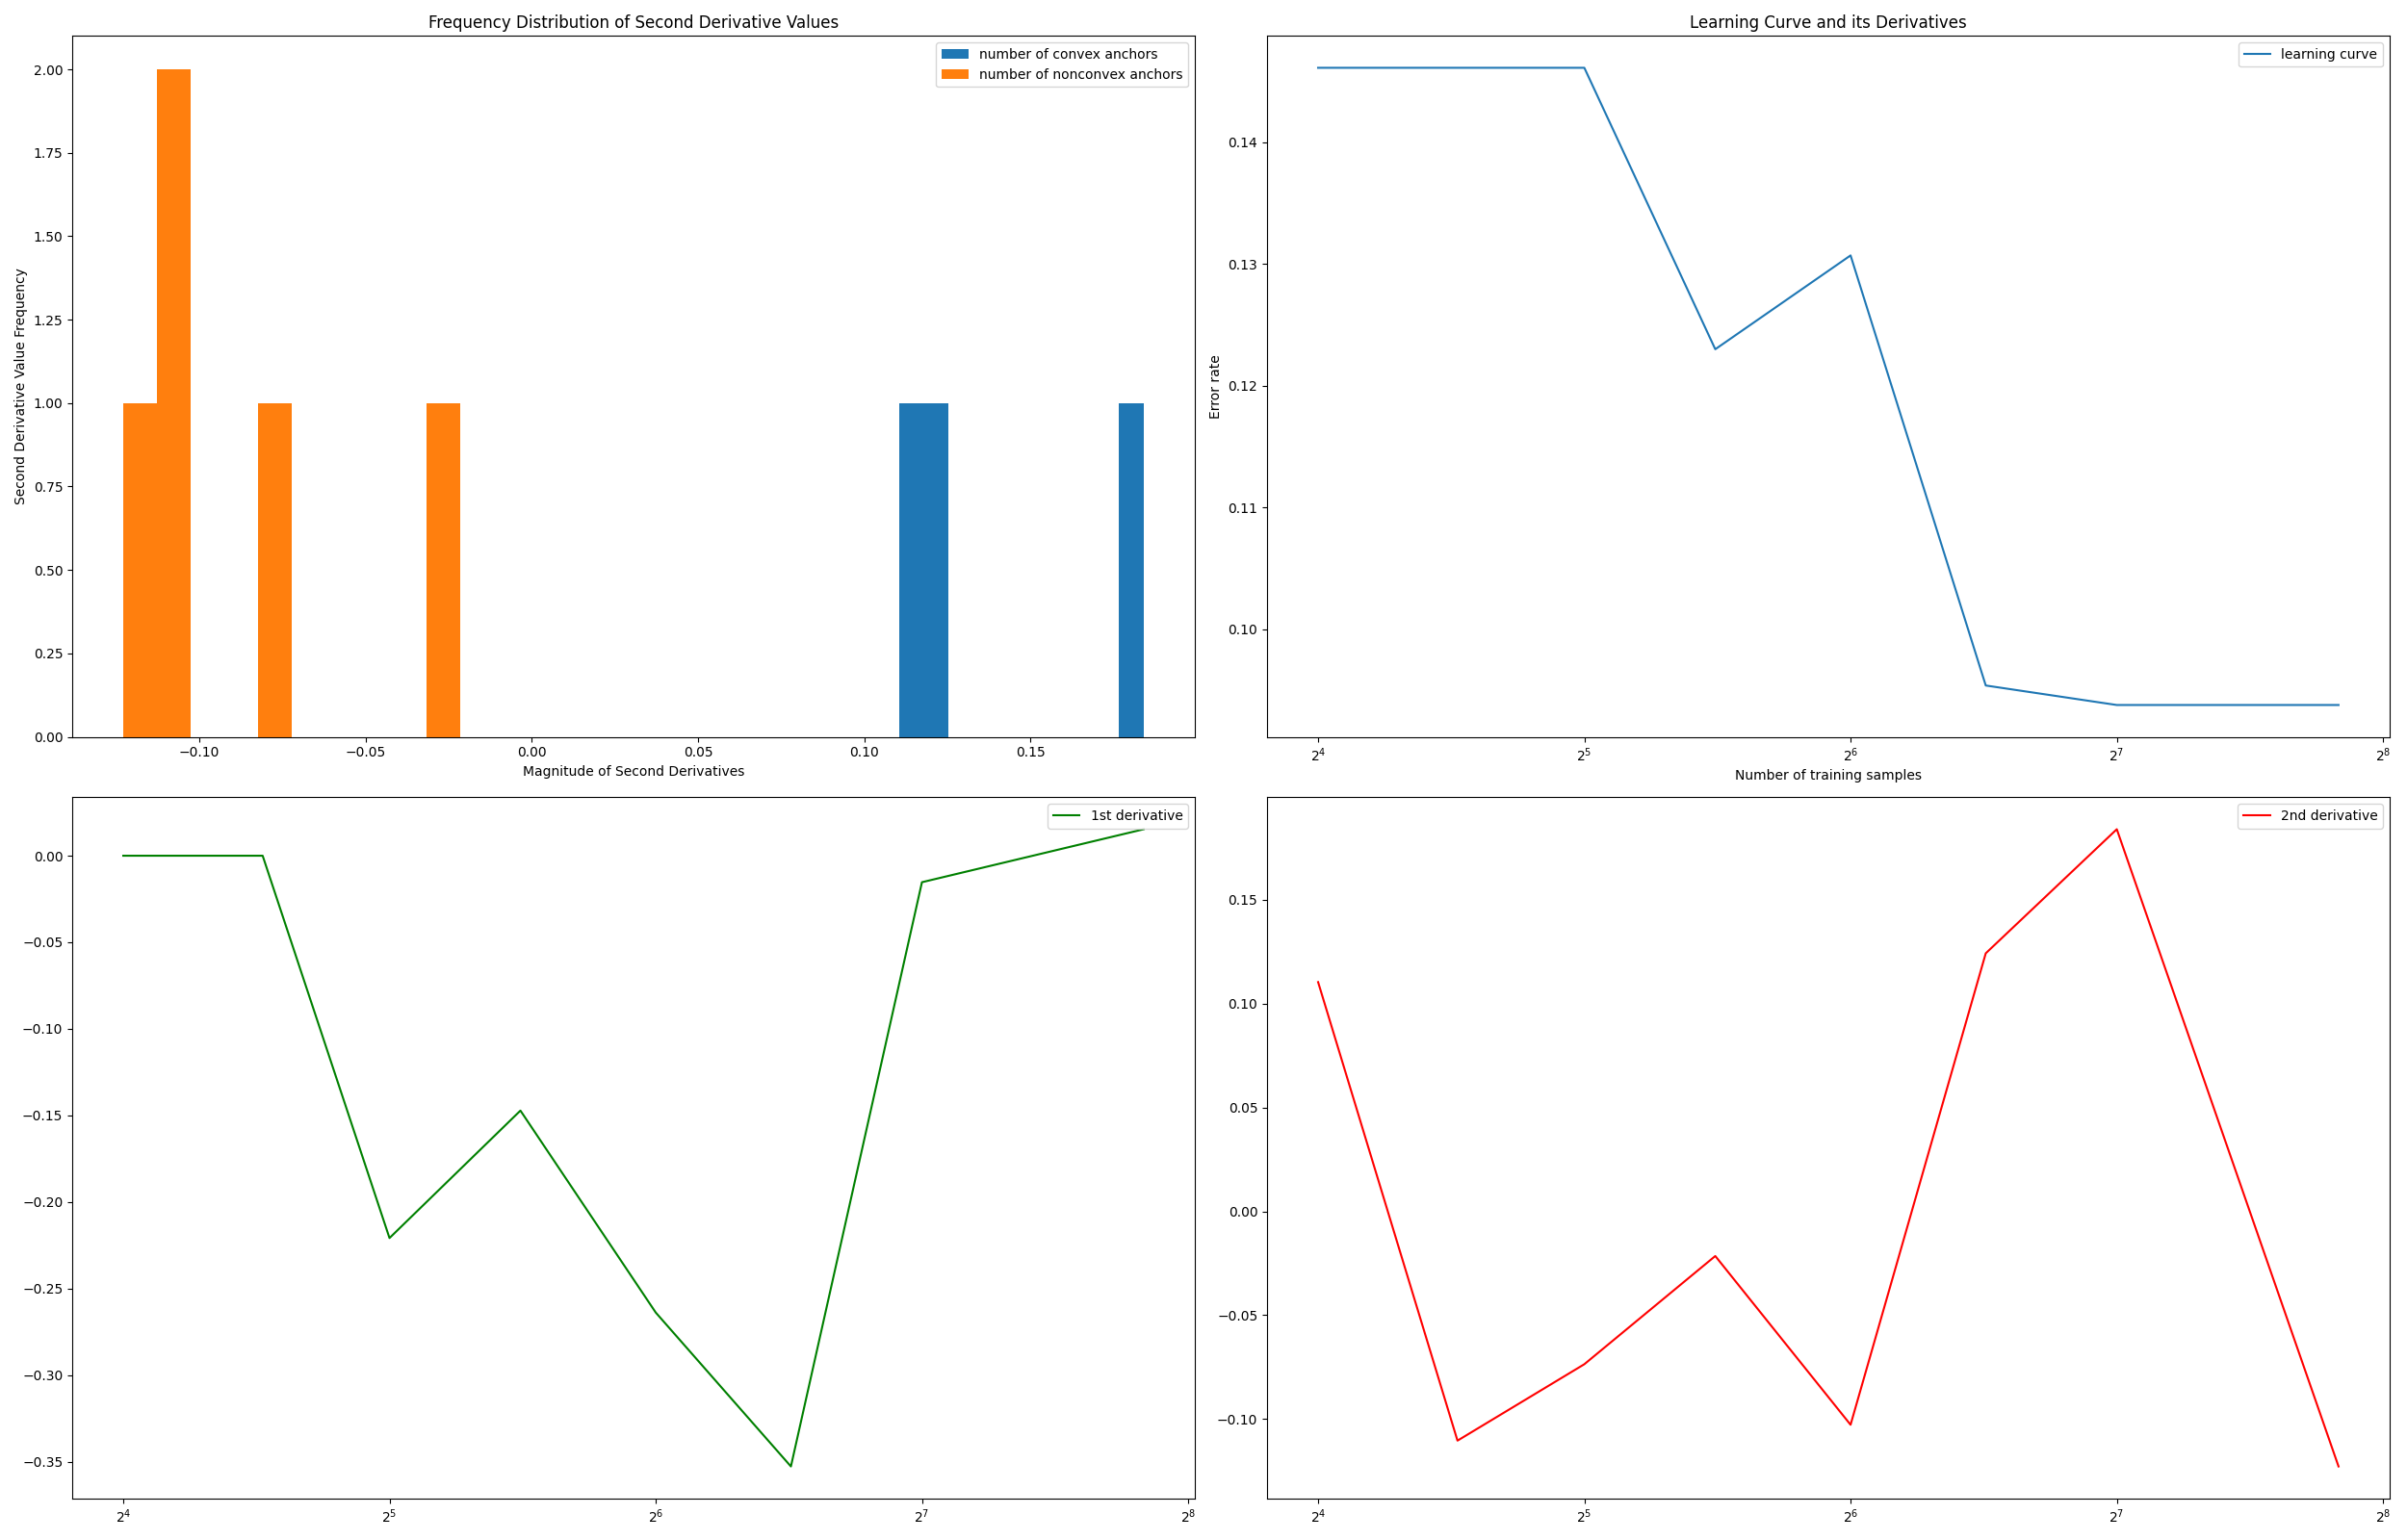 Frequency Distribution of Second Derivative Values
number of convex anchors
number of nonconvex anchors
Second Derivative Value Frequency
2.00
1.75
1.50
1.25
1.00
0.75
0.50
0.25
0.00
−0.10 −0.05 0.00 0.05 0.10 0.15
Magnitude of Second Derivatives
Learning Curve and its Derivatives
learning curve
Error rate
0.14
0.13
0.12
0.11
0.10
2⁴ 2⁵ 2⁶ 2⁷ 2⁸
Number of training samples
1st derivative
0.00
−0.05
−0.10
−0.15
−0.20
−0.25
−0.30
−0.35
2⁴ 2⁵ 2⁶ 2⁷ 2⁸
2nd derivative
0.15
0.10
0.05
0.00
−0.05
−0.10
2⁴ 2⁵ 2⁶ 2⁷ 2⁸